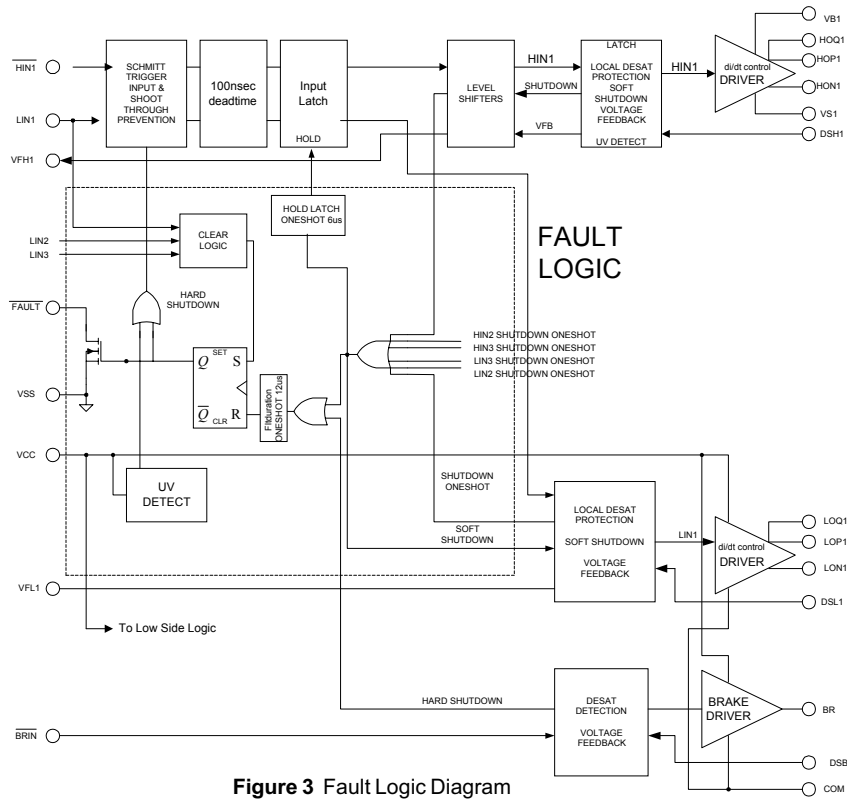 VB1
HOQ1
HOP1
HON1
VS1
DSH1
HIN1
LIN1
VFH1
SCHMITT
TRIGGER
INPUT &
SHOOT
THROUGH
PREVENTION
100nsec
deadtime
Input
Latch
HOLD
LEVEL
SHIFTERS
HIN1
SHUTDOWN
VFB
LATCH
LOCAL DESAT
PROTECTION
SOFT
SHUTDOWN
VOLTAGE
FEEDBACK
UV DETECT
HIN1
di/dt control
DRIVER
HOLD LATCH
ONESHOT 6us
CLEAR
LOGIC
LIN2
LIN3
FAULT
LOGIC
HARD
SHUTDOWN
FAULT
VSS
VCC
Q
SET
S
Q
CLR
R
Fltduration
ONESHOT 12us
HIN2 SHUTDOWN ONESHOT
HIN3 SHUTDOWN ONESHOT
LIN3 SHUTDOWN ONESHOT
LIN2 SHUTDOWN ONESHOT
UV
DETECT
SHUTDOWN
ONESHOT
SOFT
SHUTDOWN
LOCAL DESAT
PROTECTION
SOFT SHUTDOWN
VOLTAGE
FEEDBACK
LIN1
di/dt control
DRIVER
LOQ1
LOP1
LON1
DSL1
VFL1
To Low Side Logic
HARD SHUTDOWN
DESAT
DETECTION
VOLTAGE
FEEDBACK
BRAKE
DRIVER
BR
BRIN
DSB
COM
Figure 3 Fault Logic Diagram